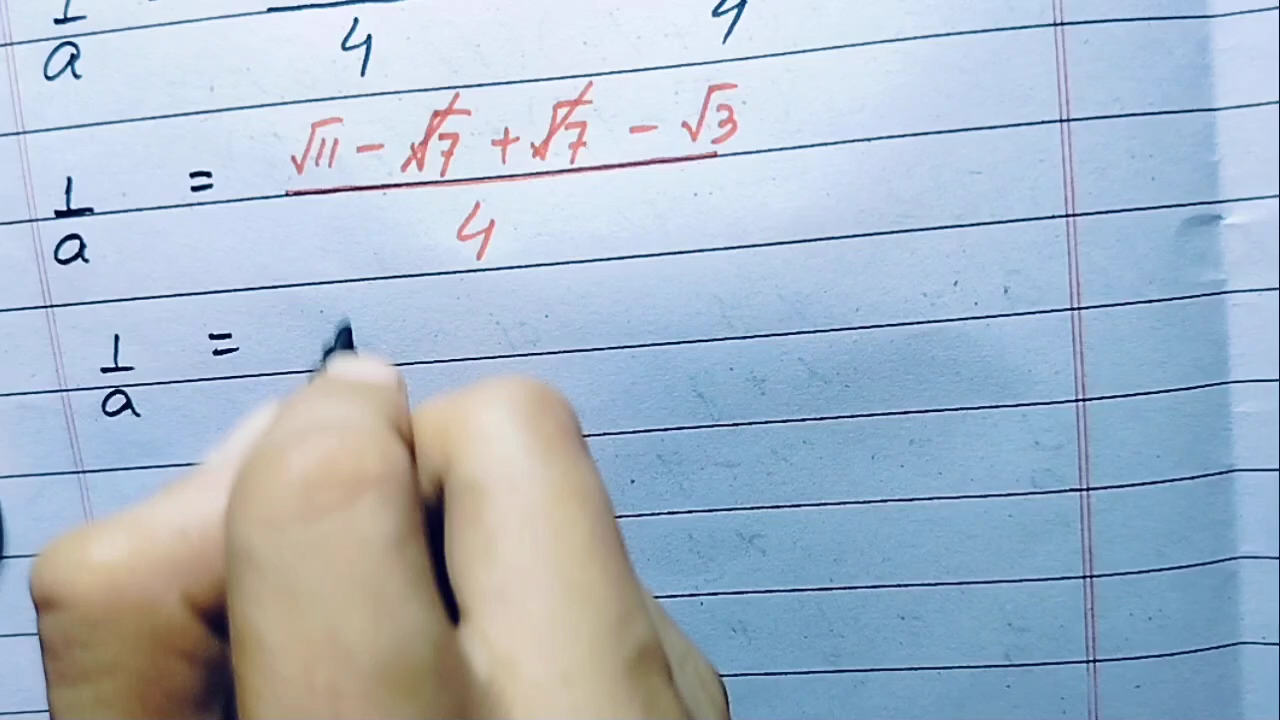 1/a 4 4
1/a = (√11 - √7 + √7 - √3)/4
1/a =